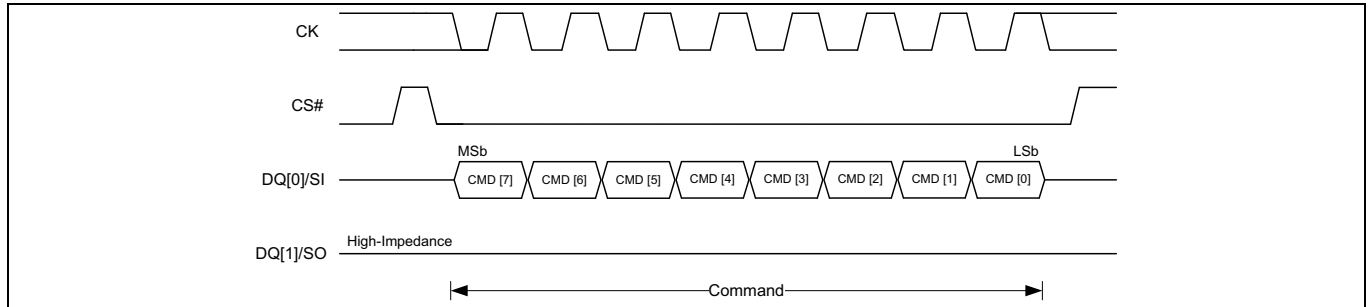 CK
CS#
MSb LSb
DQ[0]/SI CMD [7] CMD [6] CMD [5] CMD [4] CMD [3] CMD [2] CMD [1] CMD [0]
High-Impedance
DQ[1]/SO
Command